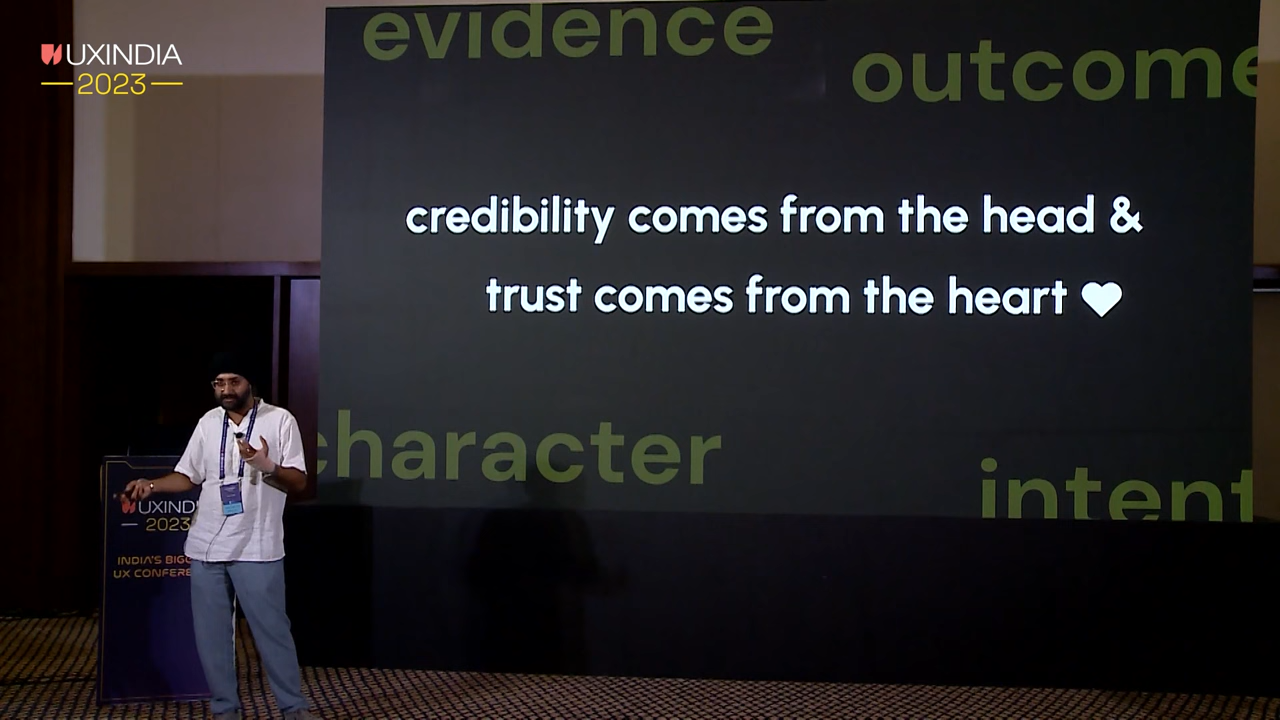 UXINDIA
2023
evidence
outcome
credibility comes from the head &
trust comes from the heart
character
intent
UXINDI
2023
INDIA'S BIGG
UX CONFERE